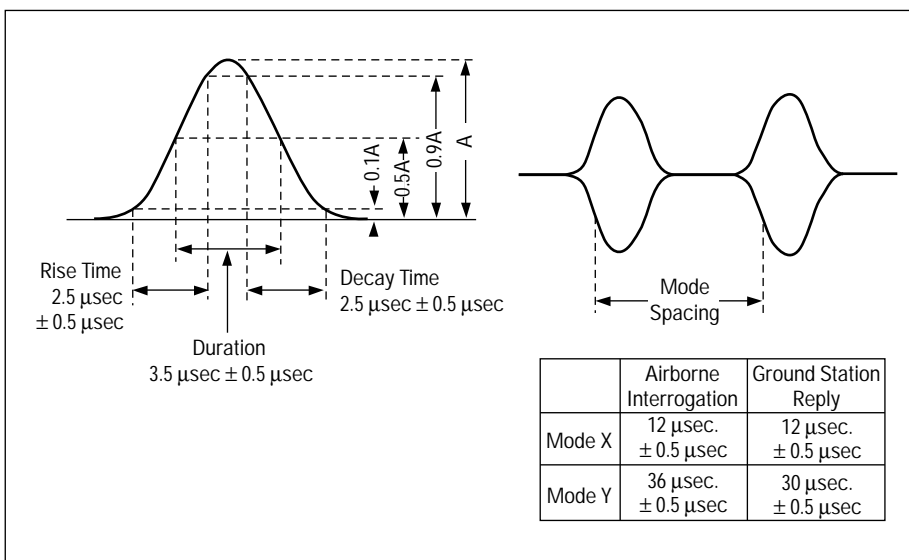 0.1A
0.5A
0.9A
A
Rise Time
2.5 μsec
± 0.5 μsec
Decay Time
2.5 μsec ± 0.5 μsec
Duration
3.5 μsec ± 0.5 μsec
Mode
Spacing
Airborne
Interrogation
Ground Station
Reply
Mode X
12 μsec.
± 0.5 μsec
12 μsec.
± 0.5 μsec
Mode Y
36 μsec.
± 0.5 μsec
30 μsec.
± 0.5 μsec